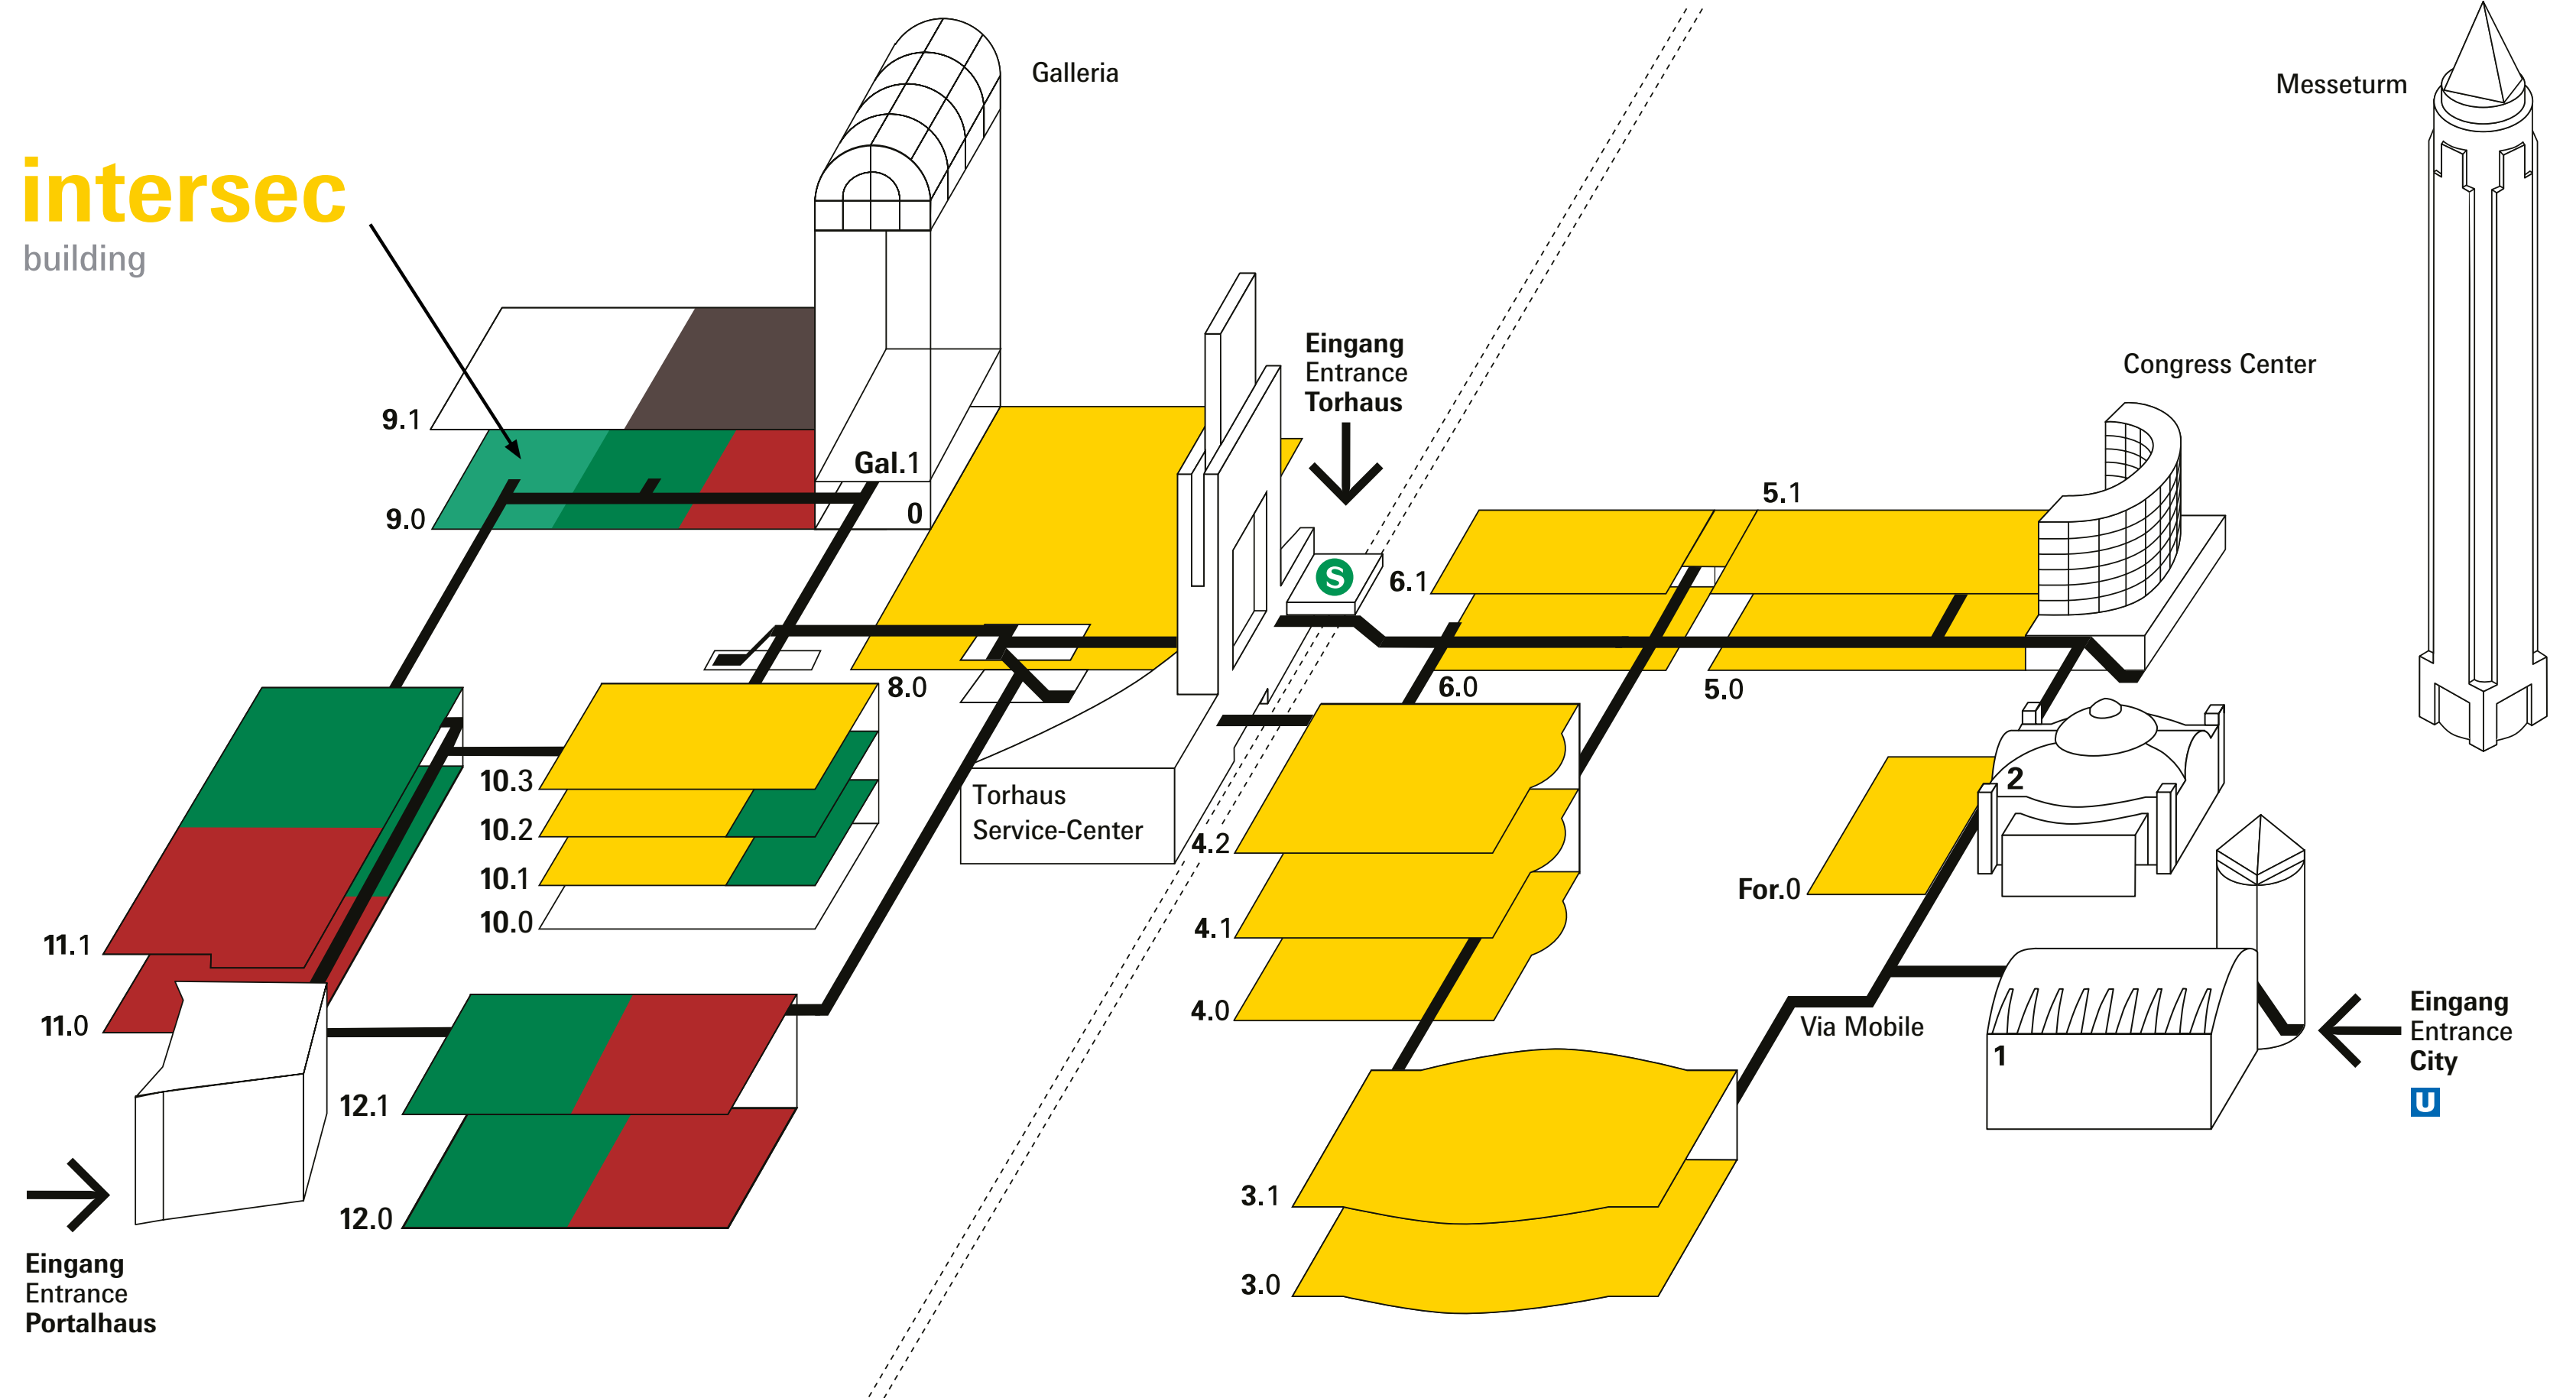 Galleria
Messeturm
intersec
building
Eingang
Entrance
Torhaus
Congress Center
9.1
Gal.1
0
9.0
5.1
S
6.1
8.0
6.0
5.0
10.3
10.2
10.1
10.0
Torhaus
Service-Center
2
4.2
For.0
4.1
11.1
11.0
4.0
Via Mobile
1
Eingang
Entrance
City
U
12.1
12.0
3.1
3.0
Eingang
Entrance
Portalhaus